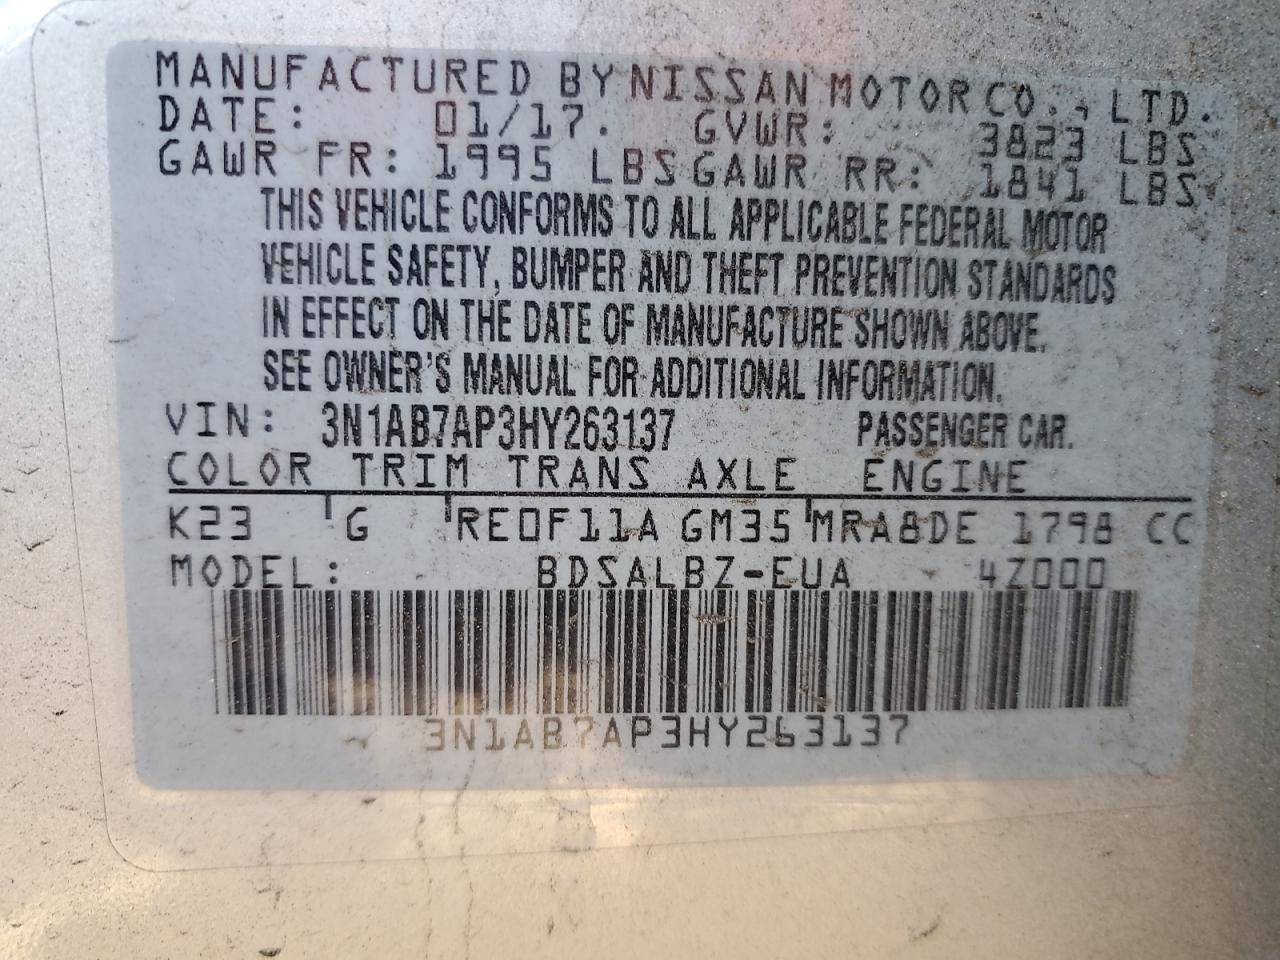 MANUFACTURED BY NISSAN MOTOR CO., LTD.
DATE: 01/17. GVWR: 3823 LBS
GAWR FR: 1995 LBS GAWR RR: 1841 LBS
THIS VEHICLE CONFORMS TO ALL APPLICABLE FEDERAL MOTOR
VEHICLE SAFETY, BUMPER AND THEFT PREVENTION STANDARDS
IN EFFECT ON THE DATE OF MANUFACTURE SHOWN ABOVE.
SEE OWNER'S MANUAL FOR ADDITIONAL INFORMATION.
VIN: 3N1AB7AP3HY263137 PASSENGER CAR.
COLOR TRIM TRANS AXLE ENGINE
K23 G RE0F11A GM35 MRA8DE 1798 CC
MODEL: BDSALBZ-EUA 4Z000
3N1AB7AP3HY263137